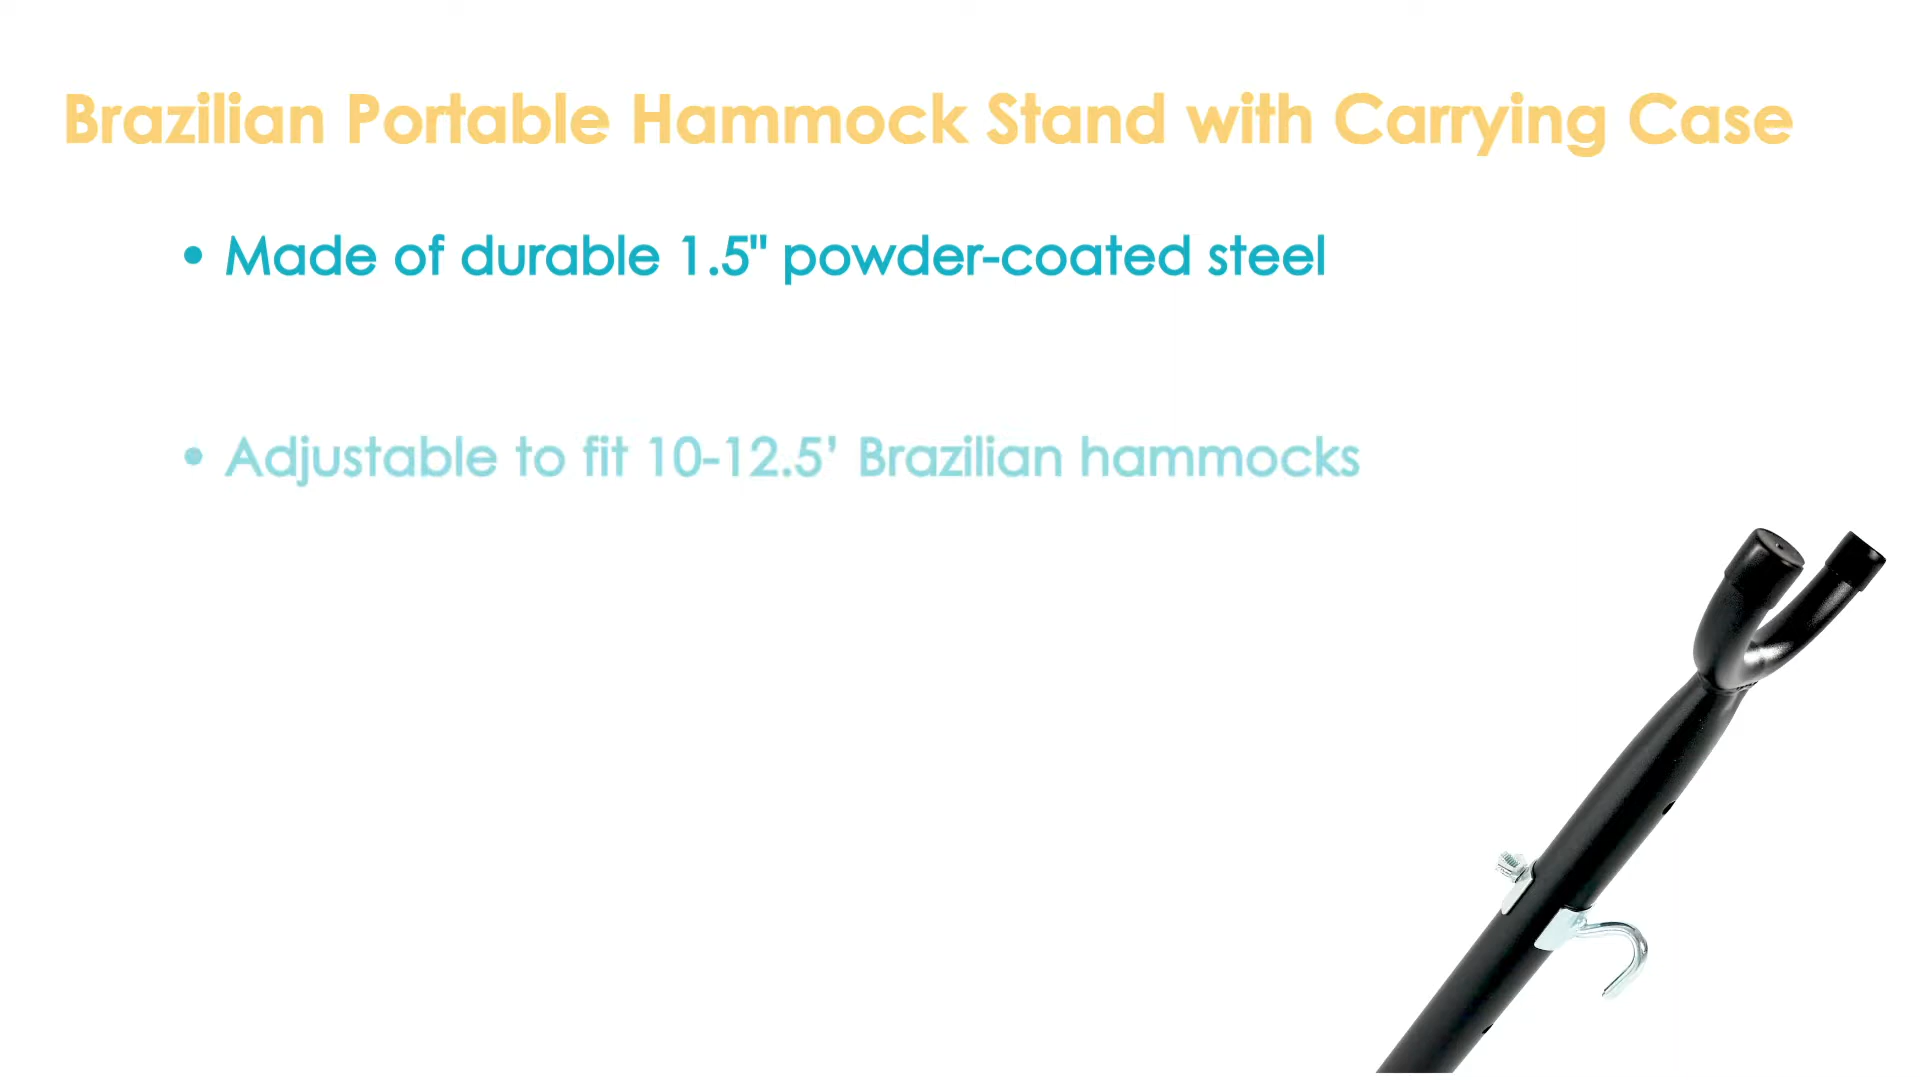 Brazilian Portable Hammock Stand with Carrying Case
• Made of durable 1.5" powder-coated steel
• Adjustable to fit 10-12.5’ Brazilian hammocks